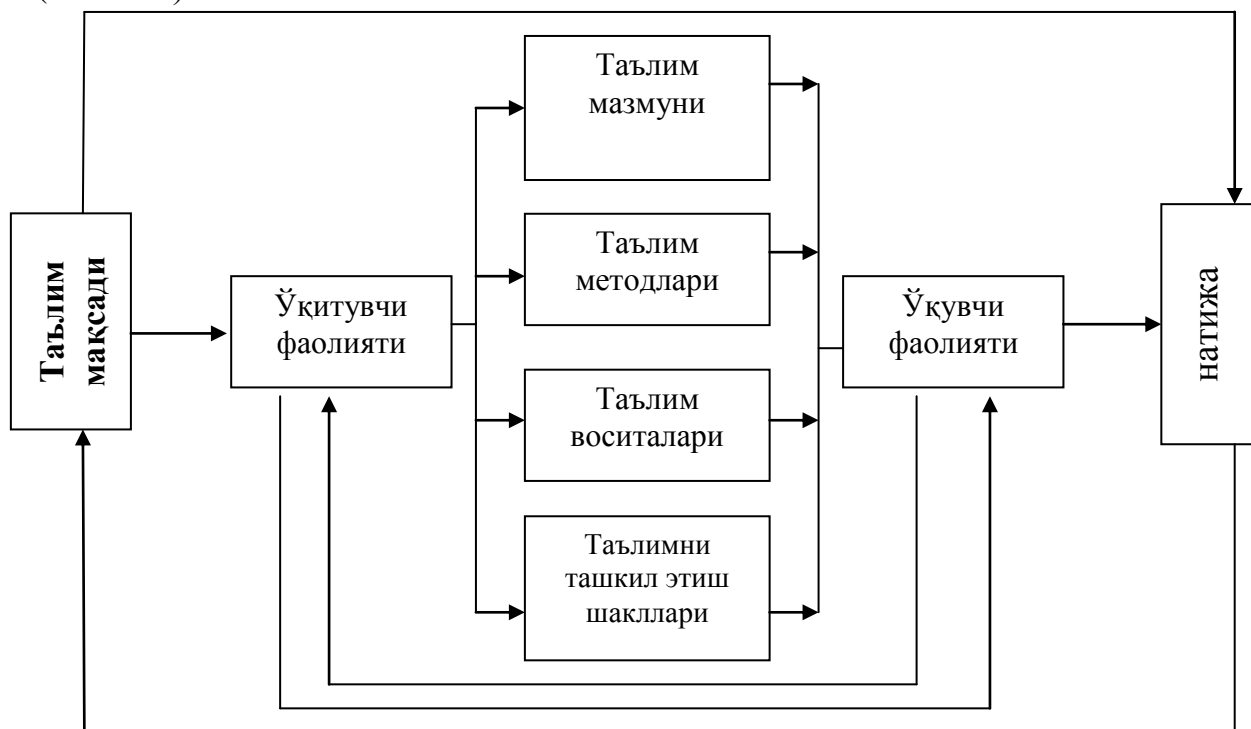 Таълим
мазмуни
Таълим
мақсади
Ўқитувчи
фаолияти
Таълим
методлари
Ўқувчи
фаолияти
натижа
Таълим
воситалари
Таълимни
ташкил этиш
шакллари